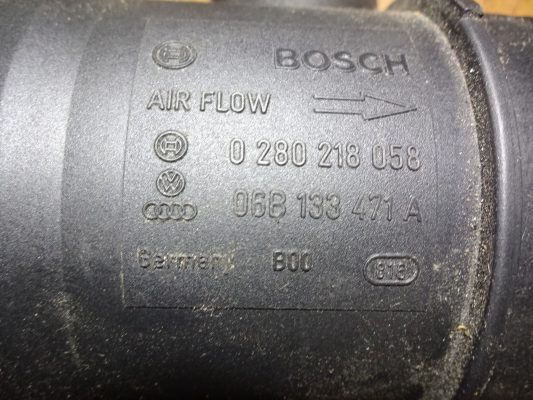 BOSCH
AIR FLOW
0 280 218 058
06B 133 471 A
Germany B00